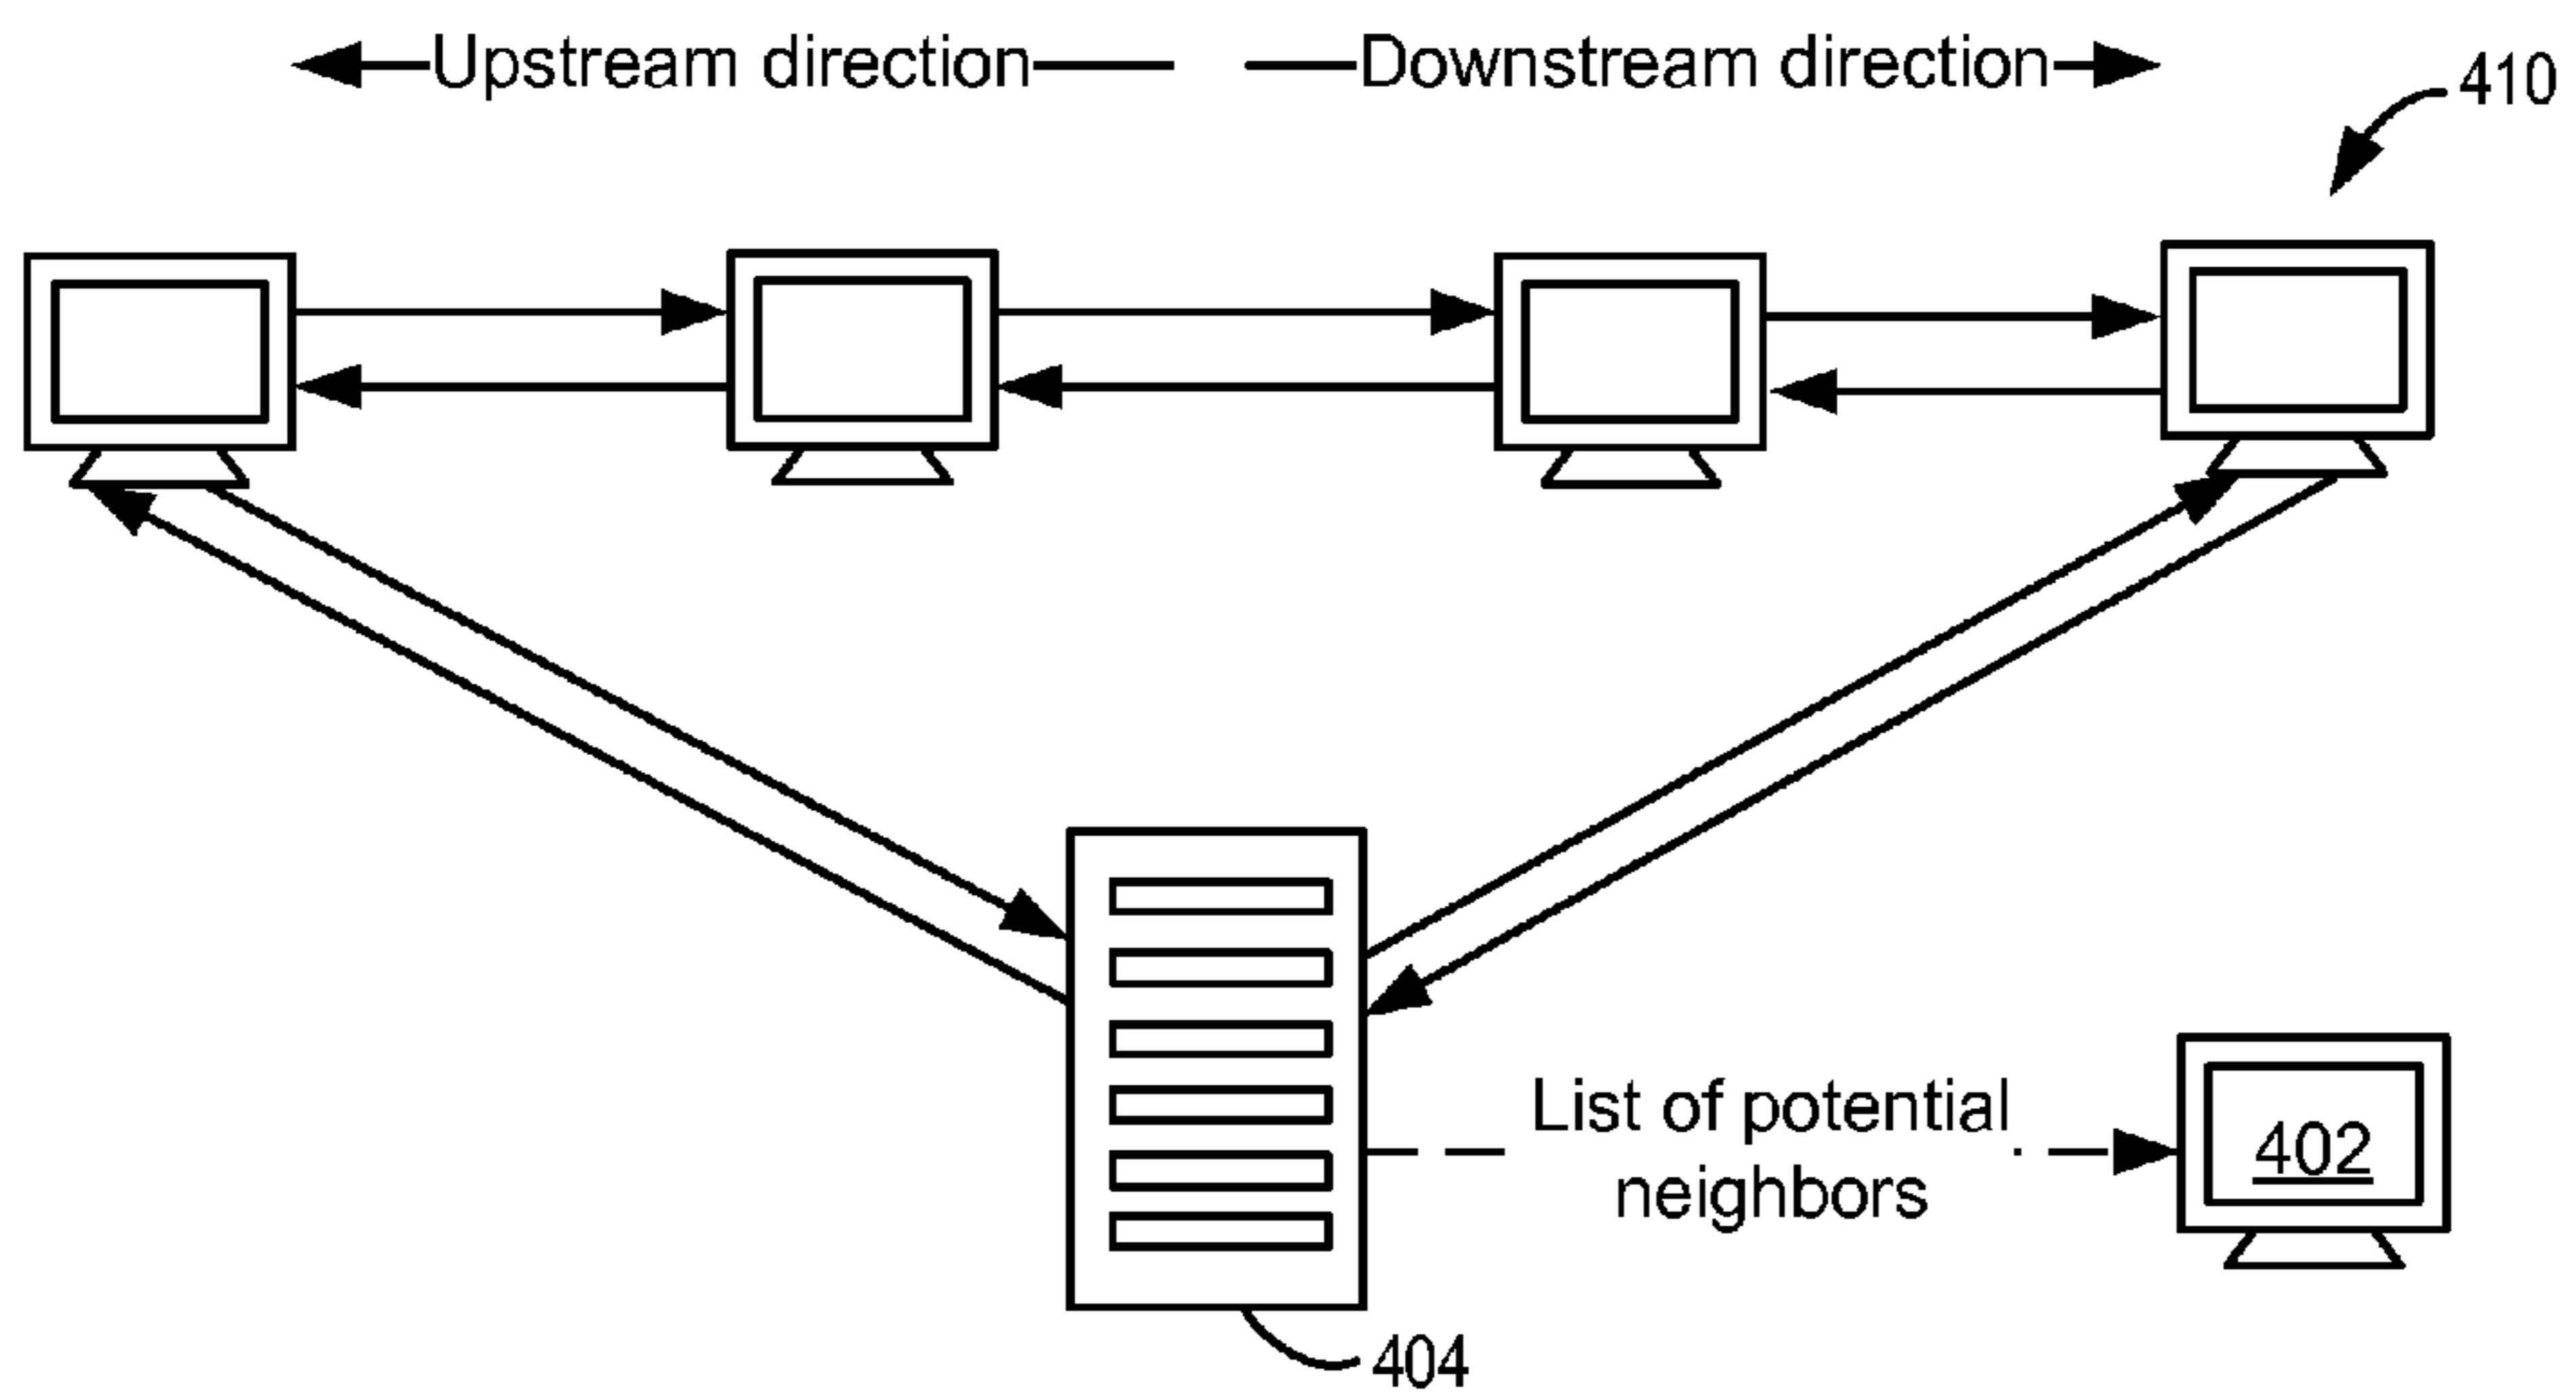 Upstream direction
Downstream direction
410
List of potential
neighbors
402
404